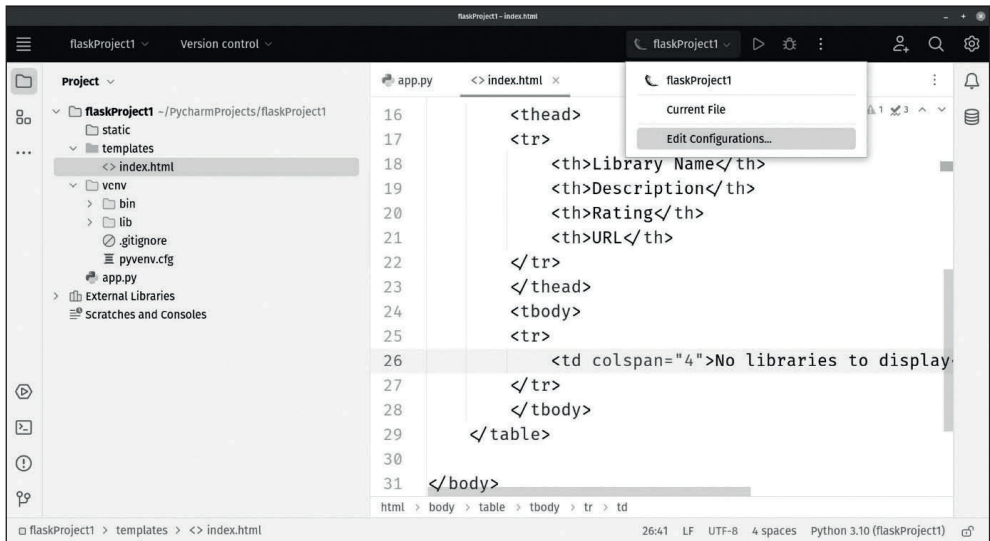 flaskProject1 – index.html
flaskProject1
Version control
flaskProject1
Project
flaskProject1 ~/PycharmProjects/flaskProject1
static
templates
<> index.html
venv
bin
lib
.gitignore
pyvenv.cfg
app.py
External Libraries
Scratches and Consoles
app.py
<> index.html
flaskProject1
Current File
Edit Configurations...
1 3
16 <thead>
17 <tr>
18 <th>Library Name</th>
19 <th>Description</th>
20 <th>Rating</th>
21 <th>URL</th>
22 </tr>
23 </thead>
24 <tbody>
25 <tr>
26 <td colspan="4">No libraries to display
27 </tr>
28 </tbody>
29 </table>
30
31 </body>
html > body > table > tbody > tr > td
flaskProject1 > templates > <> index.html
26:41 LF UTF-8 4 spaces Python 3.10 (flaskProject1)